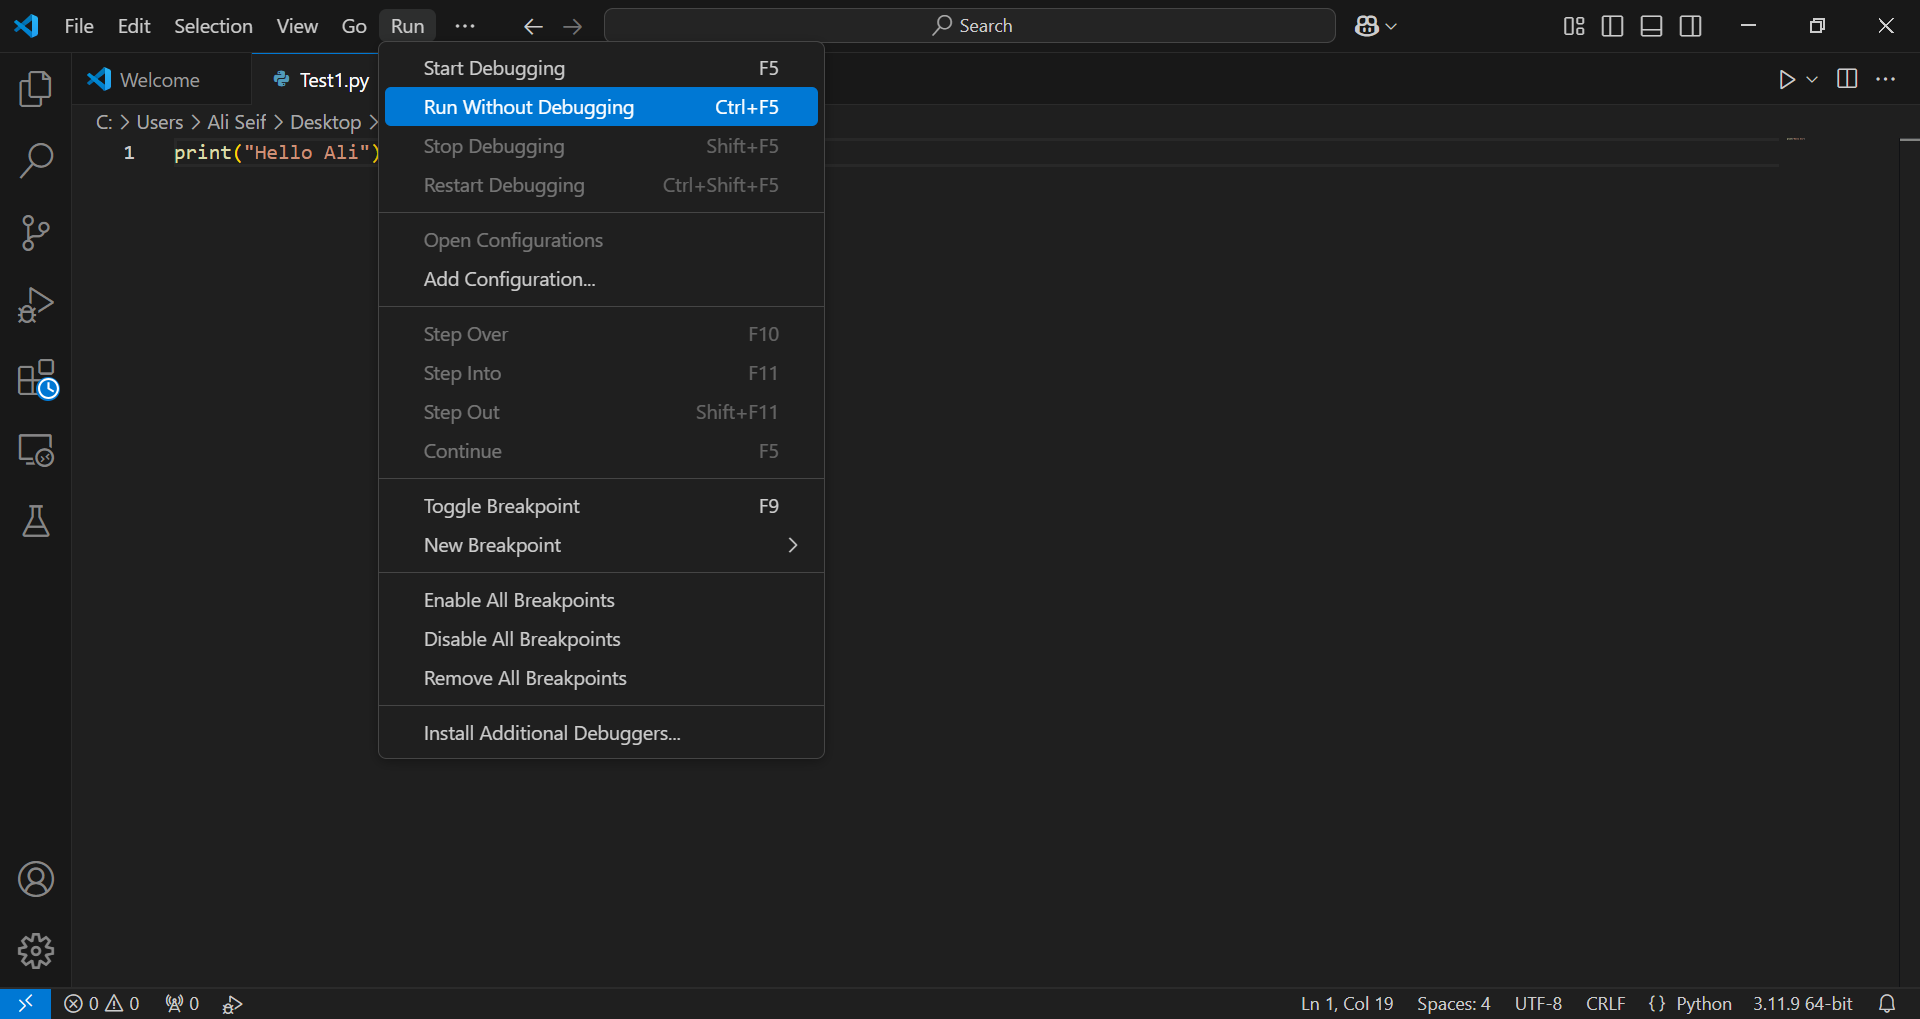 File Edit Selection View Go Run ··· Search
Welcome
Test1.py
C: > Users > Ali Seif > Desktop >
1 print("Hello Ali")
Start Debugging F5
Run Without Debugging Ctrl+F5
Stop Debugging Shift+F5
Restart Debugging Ctrl+Shift+F5
Open Configurations
Add Configuration...
Step Over F10
Step Into F11
Step Out Shift+F11
Continue F5
Toggle Breakpoint F9
New Breakpoint
Enable All Breakpoints
Disable All Breakpoints
Remove All Breakpoints
Install Additional Debuggers...
0 0 0 Ln 1, Col 19 Spaces: 4 UTF-8 CRLF {} Python 3.11.9 64-bit